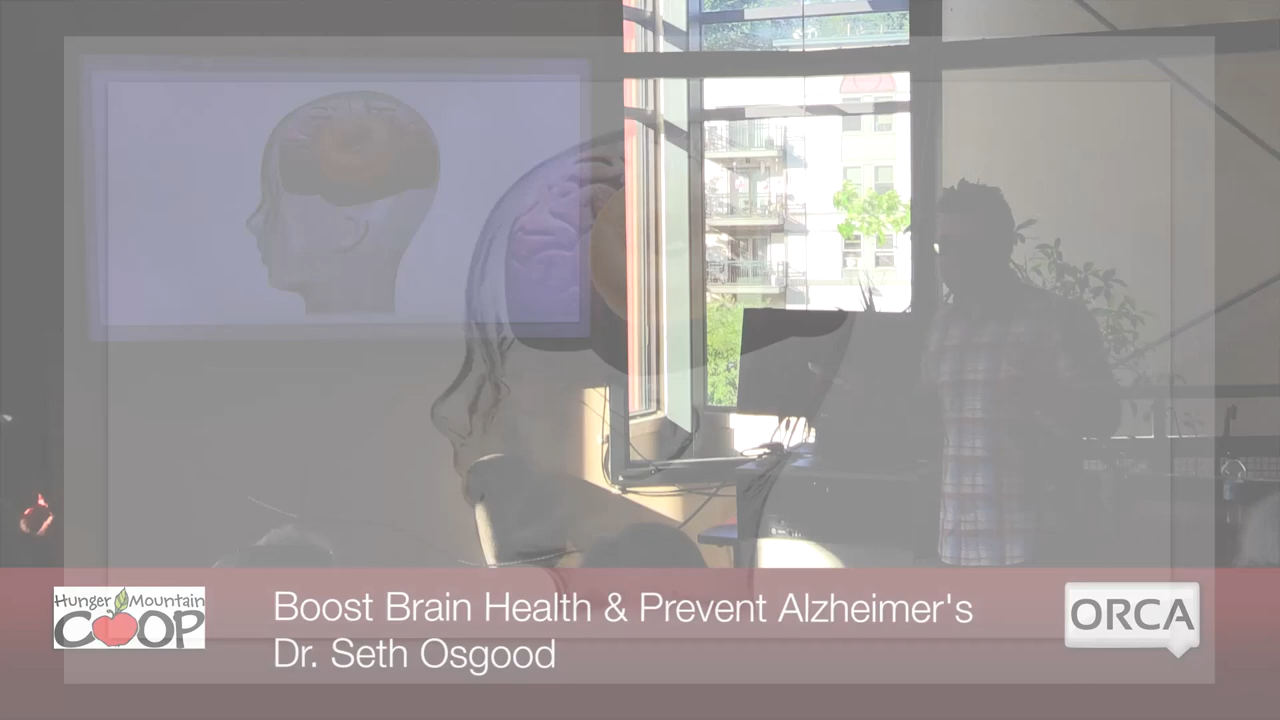 Hunger Mountain
COOP
Boost Brain Health & Prevent Alzheimer's
Dr. Seth Osgood
ORCA